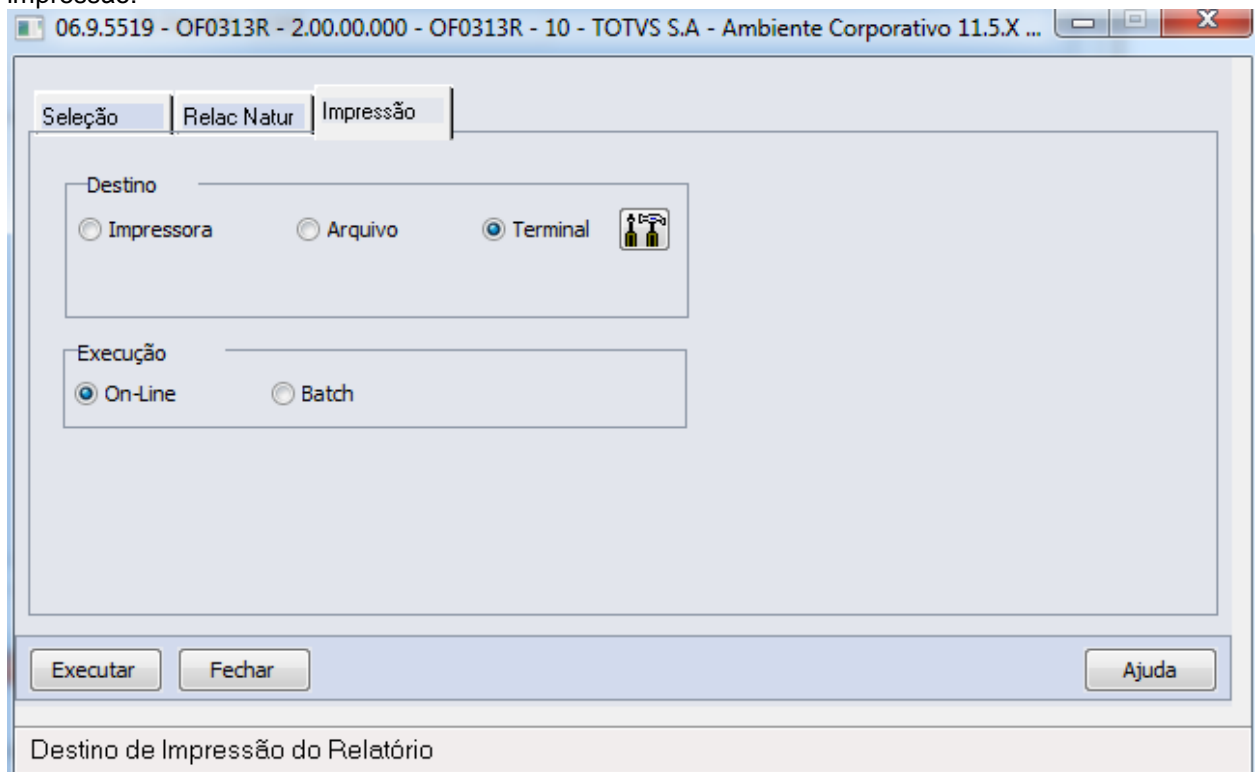 impressão.
06.9.5519 - OF0313R - 2.00.00.000 - OF0313R - 10 - TOTVS S.A - Ambiente Corporativo 11.5.X ...
Seleção Relac Natur Impressão
Destino
Impressora Arquivo Terminal
Execução
On-Line Batch
Executar Fechar Ajuda
Destino de Impressão do Relatório